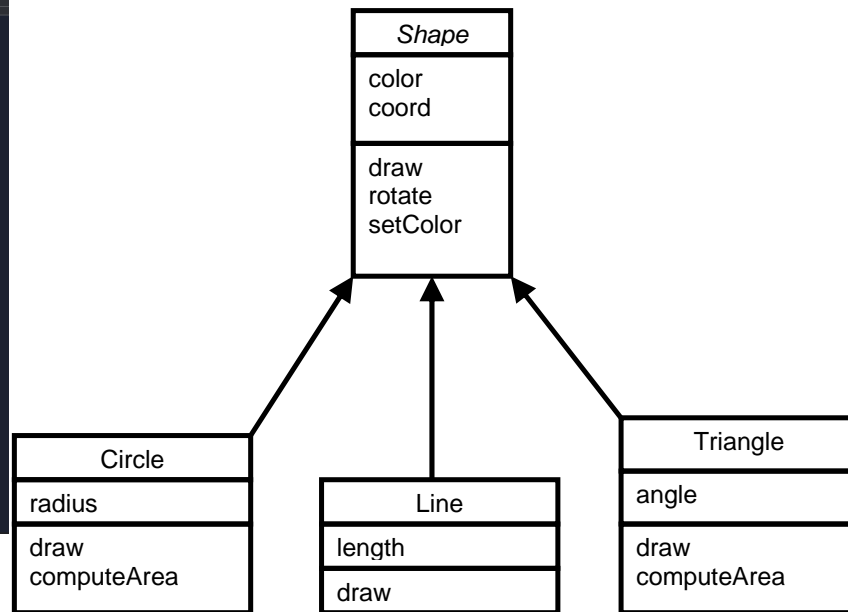 Shape
color
coord
draw
rotate
setColor
Circle
radius
draw
computeArea
Line
length
draw
Triangle
angle
draw
computeArea